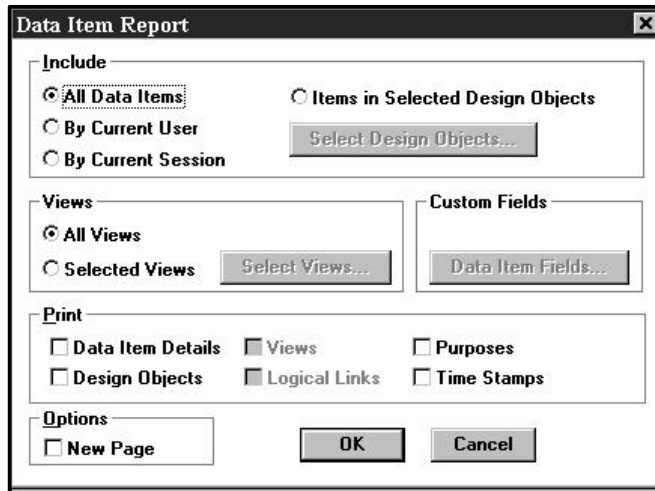 Data Item Report
Include
All Data Items
Items in Selected Design Objects
By Current User
Select Design Objects...
By Current Session
Views
Custom Fields
All Views
Selected Views
Select Views...
Data Item Fields...
Print
Data Item Details
Views
Purposes
Design Objects
Logical Links
Time Stamps
Options
New Page
OK
Cancel